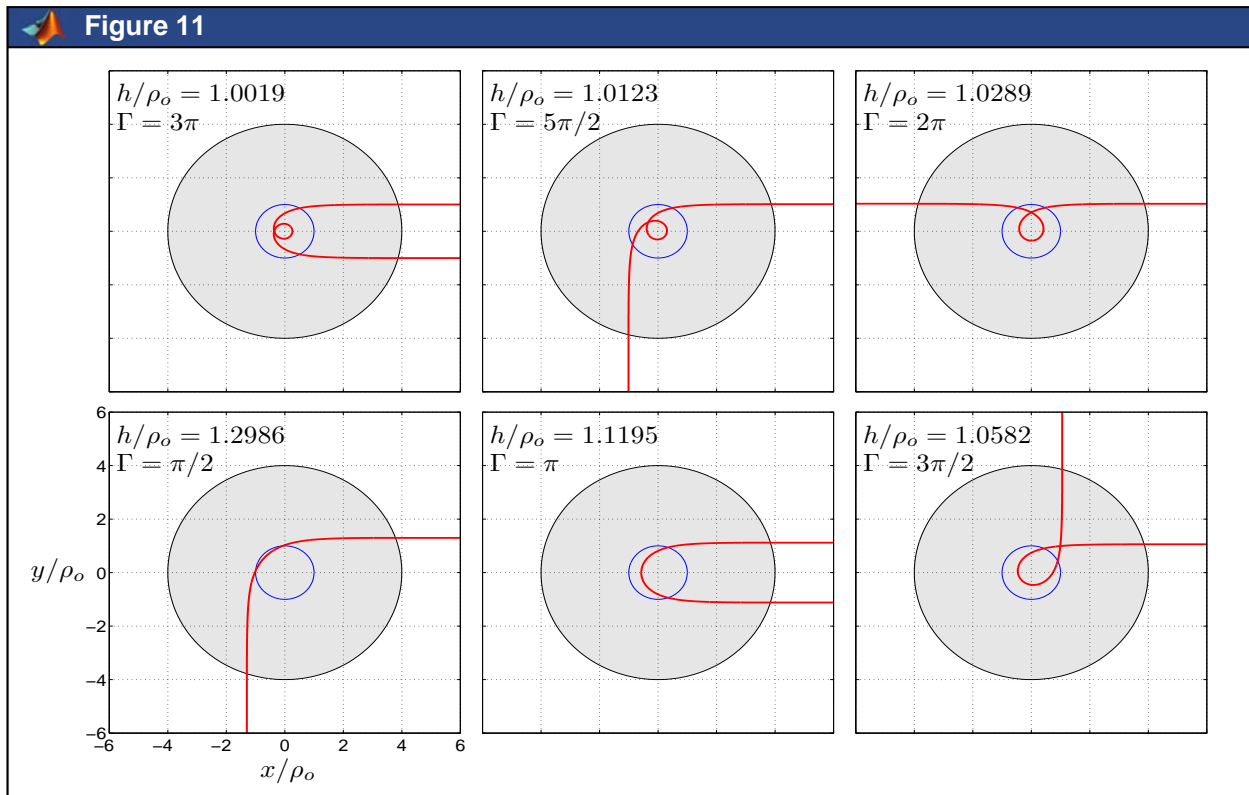 Figure 11
h/ρₒ = 1.0019
Γ = 3π
h/ρₒ = 1.0123
Γ = 5π/2
h/ρₒ = 1.0289
Γ = 2π
h/ρₒ = 1.2986
Γ = π/2
h/ρₒ = 1.1195
Γ = π
h/ρₒ = 1.0582
Γ = 3π/2
6
4
2
y/ρₒ 0
−2
−4
−6
−6 −4 −2 0 2 4 6
x/ρₒ